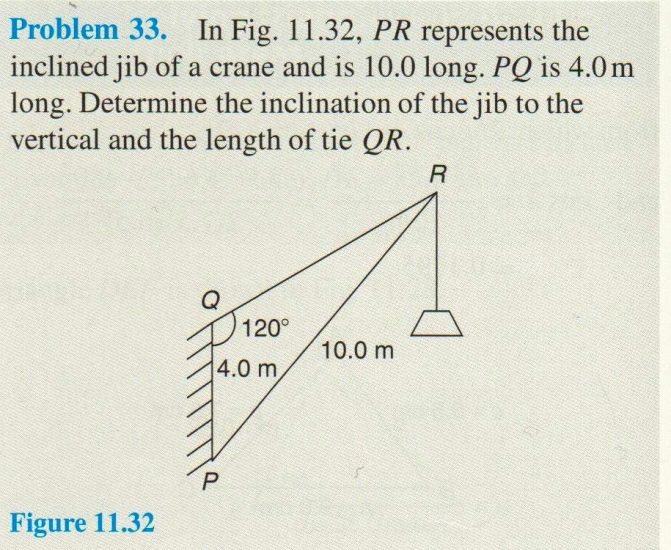 Problem 33. In Fig. 11.32, PR represents the
inclined jib of a crane and is 10.0 long. PQ is 4.0 m
long. Determine the inclination of the jib to the
vertical and the length of tie QR.
R
Q
120°
10.0 m
4.0 m
P
Figure 11.32